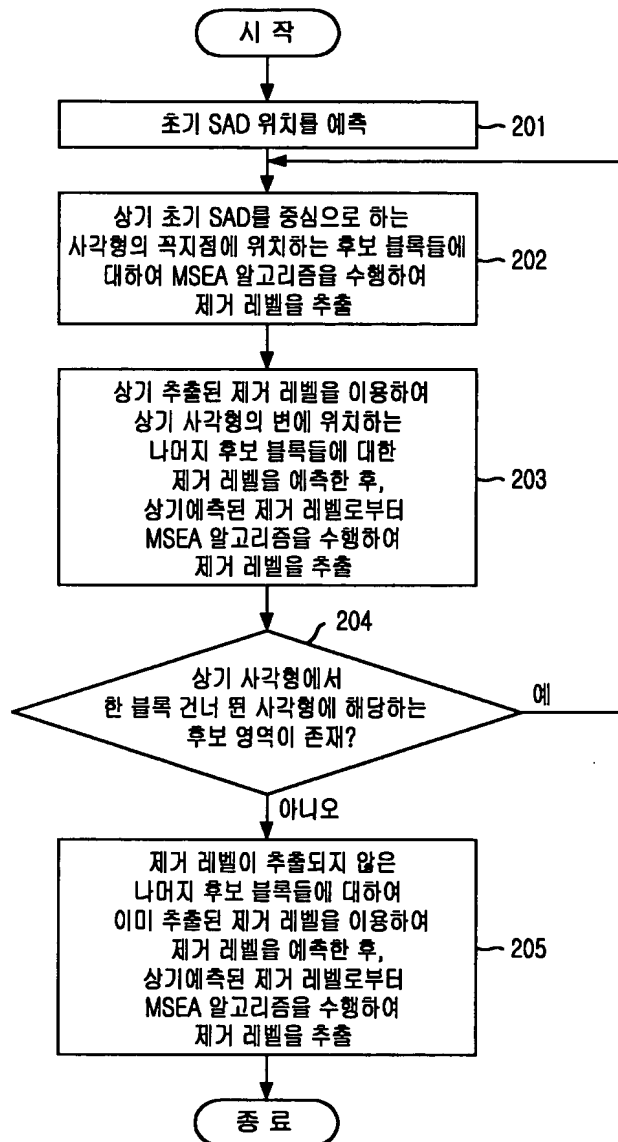 시 작
초기 SAD 위치를 예측
201
상기 초기 SAD를 중심으로 하는
사각형의 꼭지점에 위치하는 후보 블록들에
대하여 MSEA 알고리즘을 수행하여
제거 레벨을 추출
202
상기 추출된 제거 레벨을 이용하여
상기 사각형의 변에 위치하는
나머지 후보 블록들에 대한
제거 레벨을 예측한 후,
상기예측된 제거 레벨로부터
MSEA 알고리즘을 수행하여
제거 레벨을 추출
203
204
상기 사각형에서
한 블록 건너 뛴 사각형에 해당하는
후보 영역이 존재?
예
아니오
제거 레벨이 추출되지 않은
나머지 후보 블록들에 대하여
이미 추출된 제거 레벨을 이용하여
제거 레벨을 예측한 후,
상기예측된 제거 레벨로부터
MSEA 알고리즘을 수행하여
제거 레벨을 추출
205
종 료